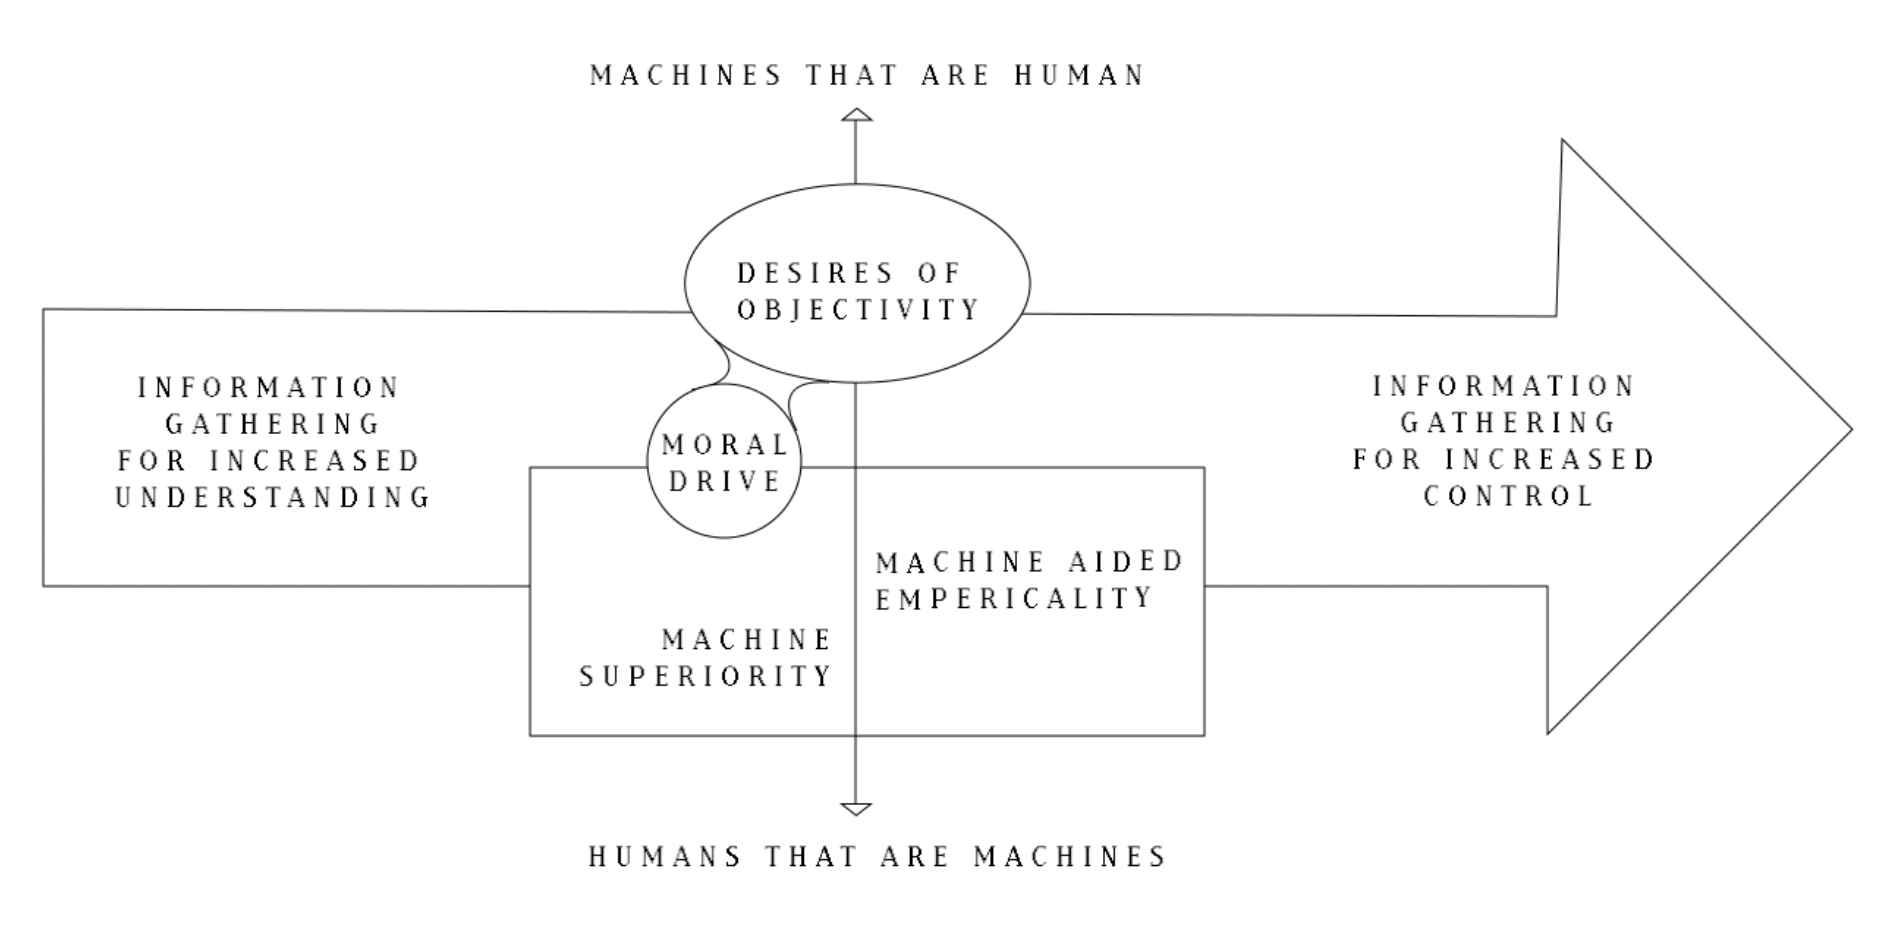 MACHINES THAT ARE HUMAN
DESIRES OF
OBJECTIVITY
INFORMATION
GATHERING
FOR INCREASED
UNDERSTANDING
MORAL
DRIVE
MACHINE
SUPERIORITY
MACHINE AIDED
EMPERICALITY
INFORMATION
GATHERING
FOR INCREASED
CONTROL
HUMANS THAT ARE MACHINES